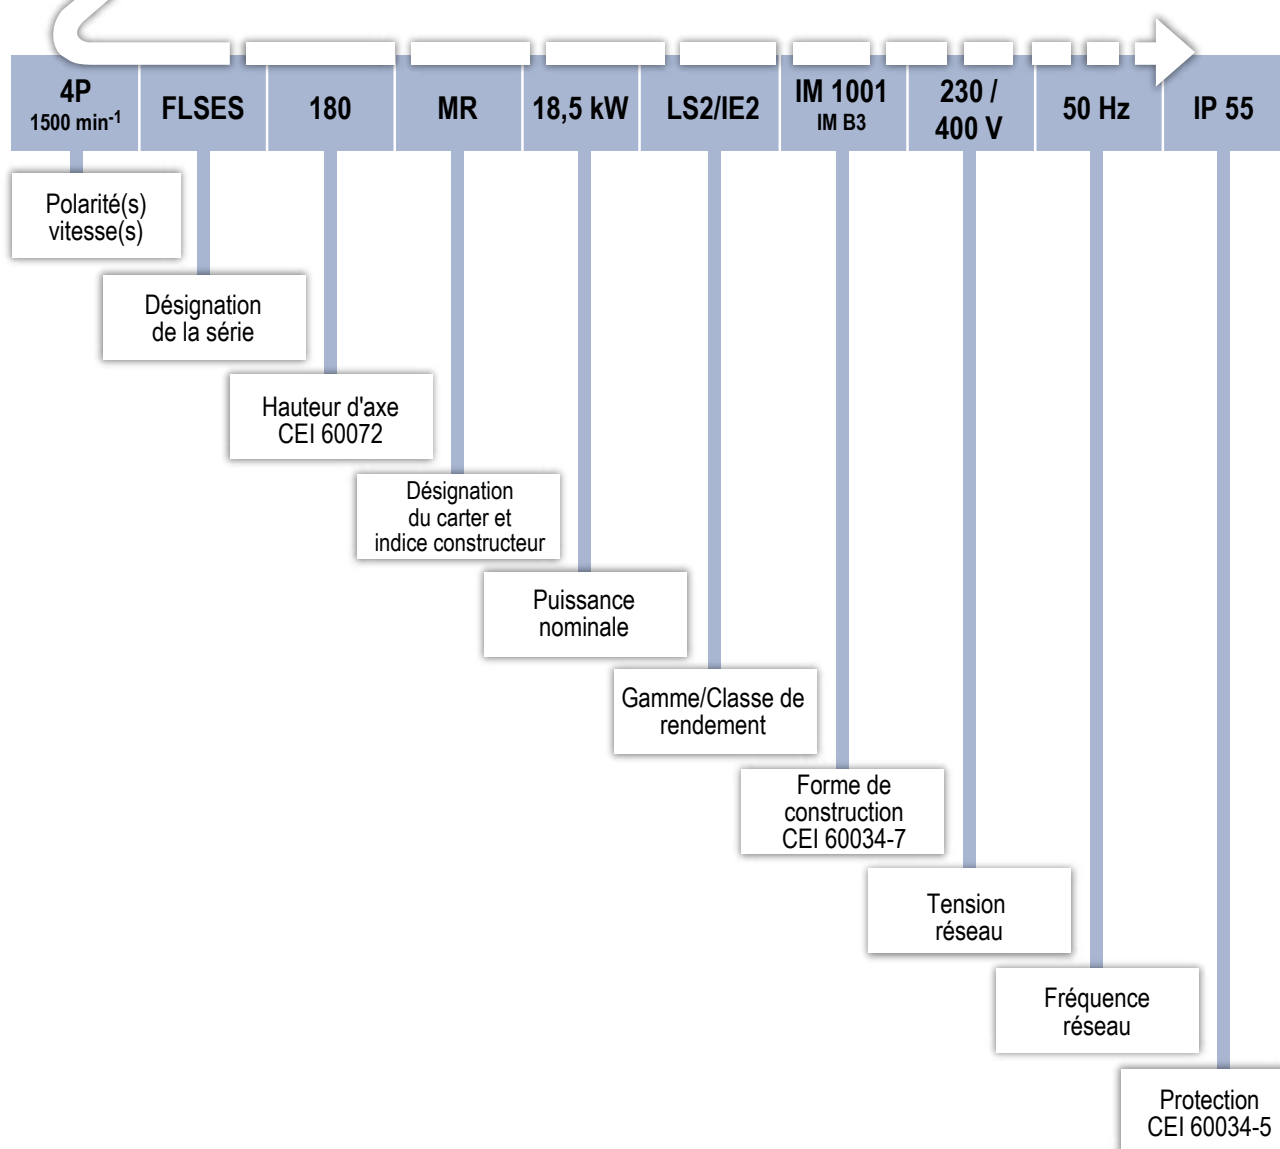 4P
1500 min-1
FLSES
180
MR
18,5 kW
LS2/IE2
IM 1001
IM B3
230 /
400 V
50 Hz
IP 55
Polarité(s)
vitesse(s)
Désignation
de la série
Hauteur d'axe
CEI 60072
Désignation
du carter et
indice constructeur
Puissance
nominale
Gamme/Classe de
rendement
Forme de
construction
CEI 60034-7
Tension
réseau
Fréquence
réseau
Protection
CEI 60034-5